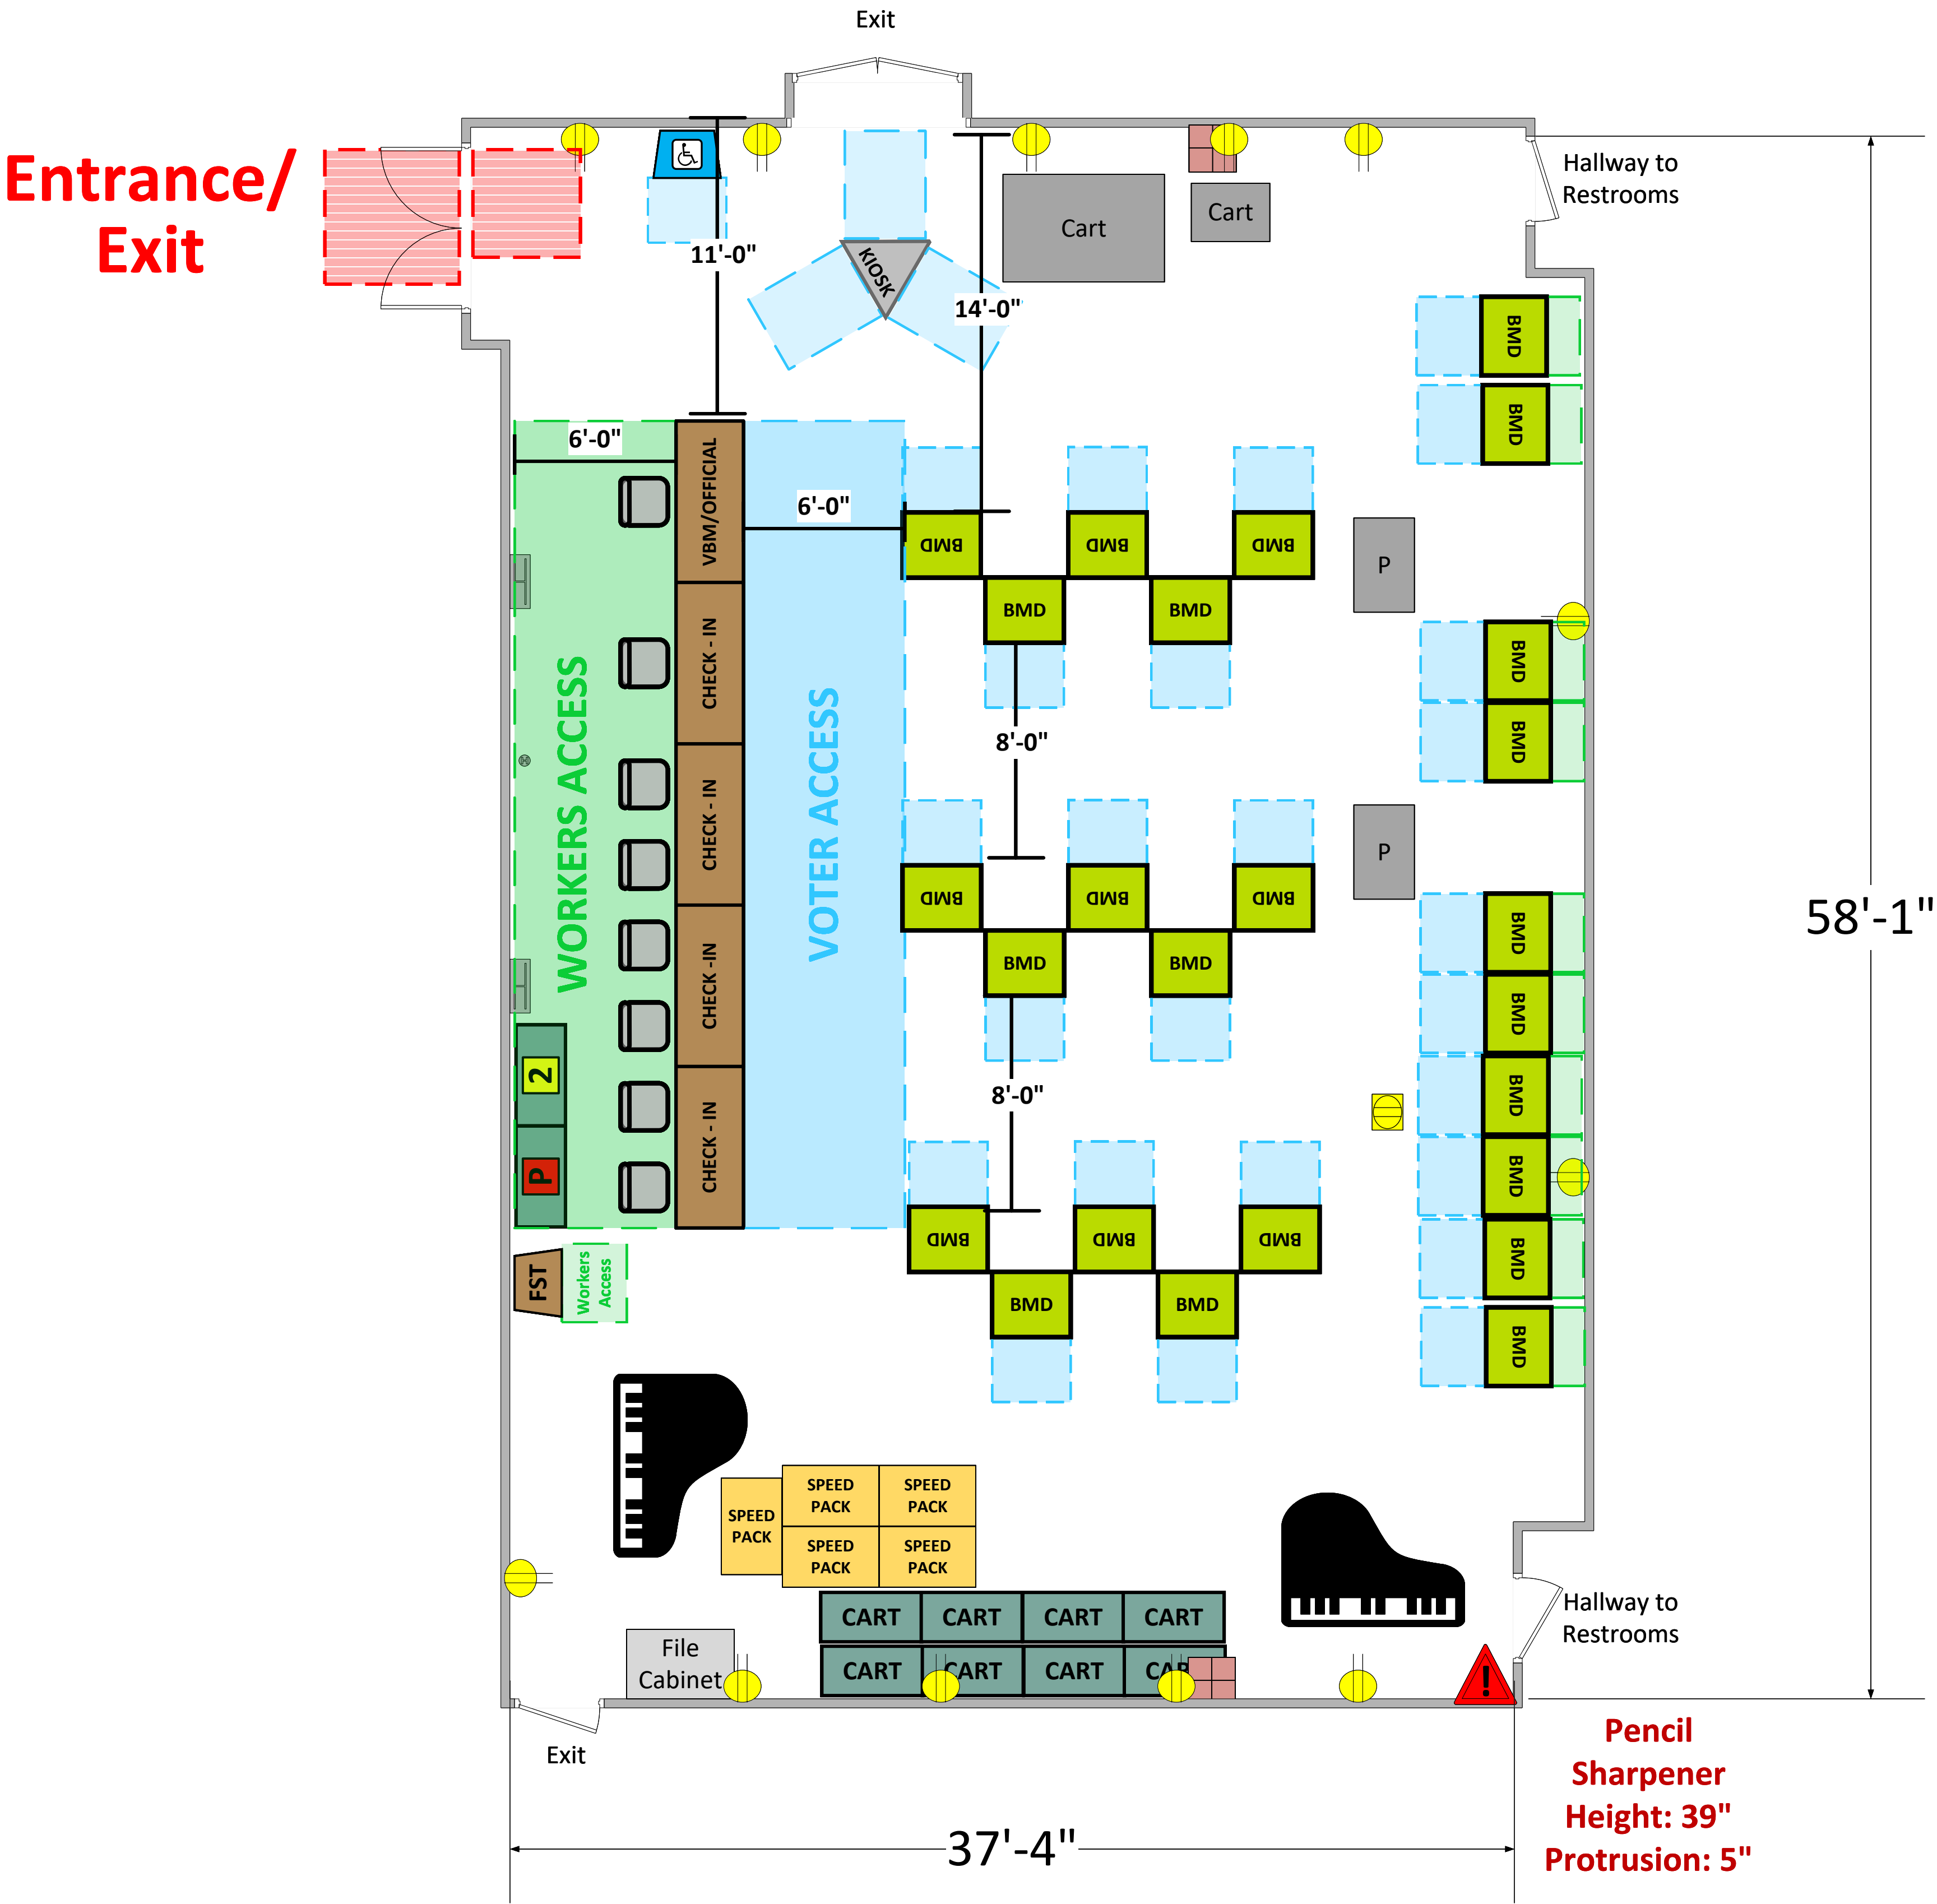 Exit
Entrance/
Exit
Hallway to
Restrooms
Cart
Cart
11'-0"
KIOSK
14'-0"
BMD
BMD
6'-0"
6'-0"
VBM/OFFICIAL
CHECK - IN
CHECK - IN
CHECK -IN
CHECK - IN
WORKERS ACCESS
VOTER ACCESS
BMD
BMD
BMD
BMD
BMD
P
8'-0"
BMD
BMD
P
BMD
BMD
BMD
BMD
BMD
58'-1"
8'-0"
BMD
BMD
BMD
BMD
BMD
BMD
2
P
BMD
BMD
BMD
BMD
BMD
FST
Workers
Access
SPEED
PACK
SPEED
PACK
SPEED
PACK
SPEED
PACK
SPEED
PACK
CART
CART
CART
CART
CART
CART
CART
CAR
File
Cabinet
Hallway to
Restrooms
!
Exit
Pencil
Sharpener
Height: 39"
Protrusion: 5"
37'-4"